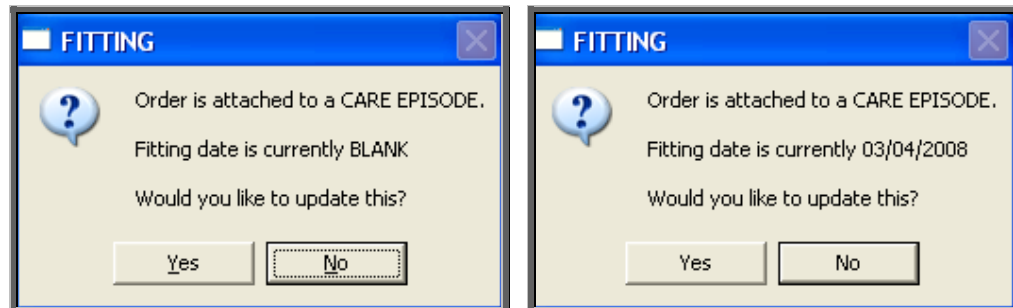 FITTING
Order is attached to a CARE EPISODE.
Fitting date is currently BLANK
Would you like to update this?
Yes No
FITTING
Order is attached to a CARE EPISODE.
Fitting date is currently 03/04/2008
Would you like to update this?
Yes No